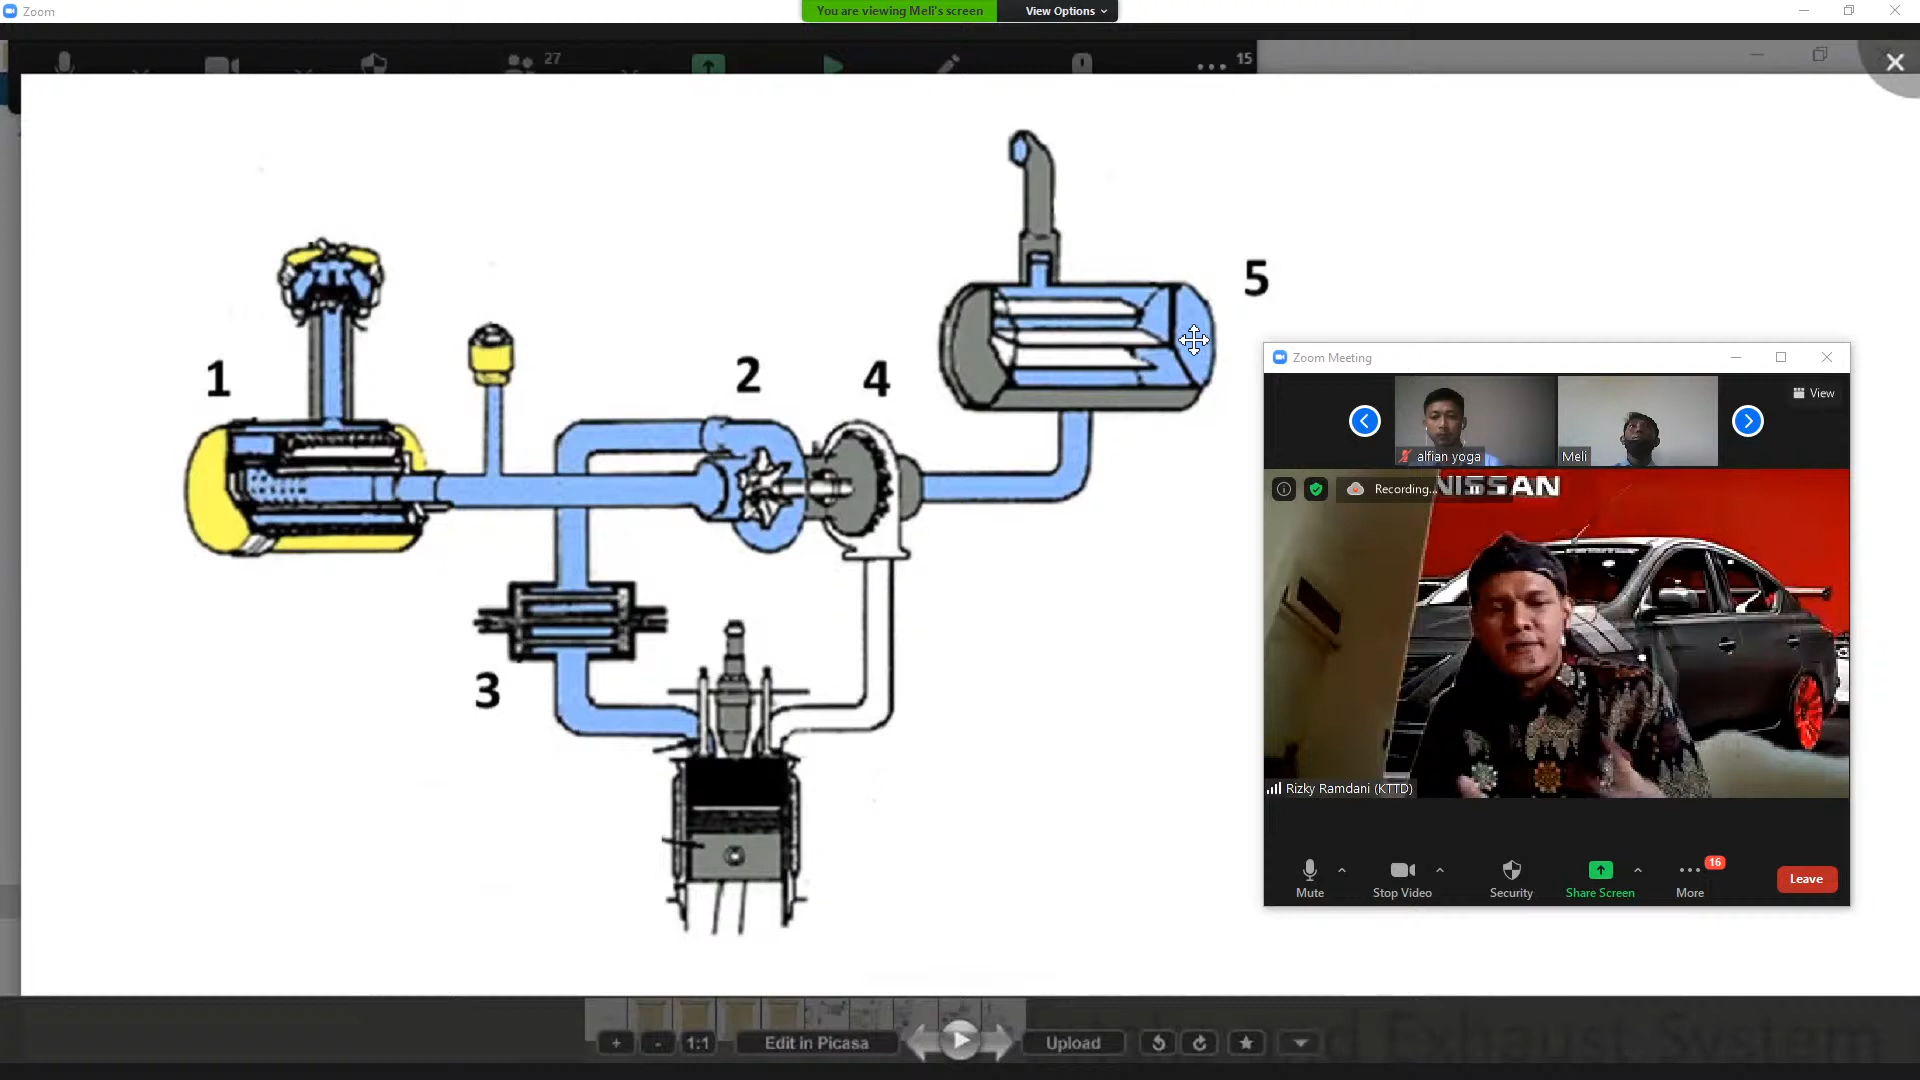 Zoom
You are viewing Meli's screen
View Options
27
15
1
2
3
4
5
Zoom Meeting
View
alfian yoga
Meli
Recording...
NISSAN
Rizky Ramdani (KTTD)
Mute
Stop Video
Security
Share Screen
More
16
Leave
+
-
1:1
Edit in Picasa
Upload
d Exhaust System